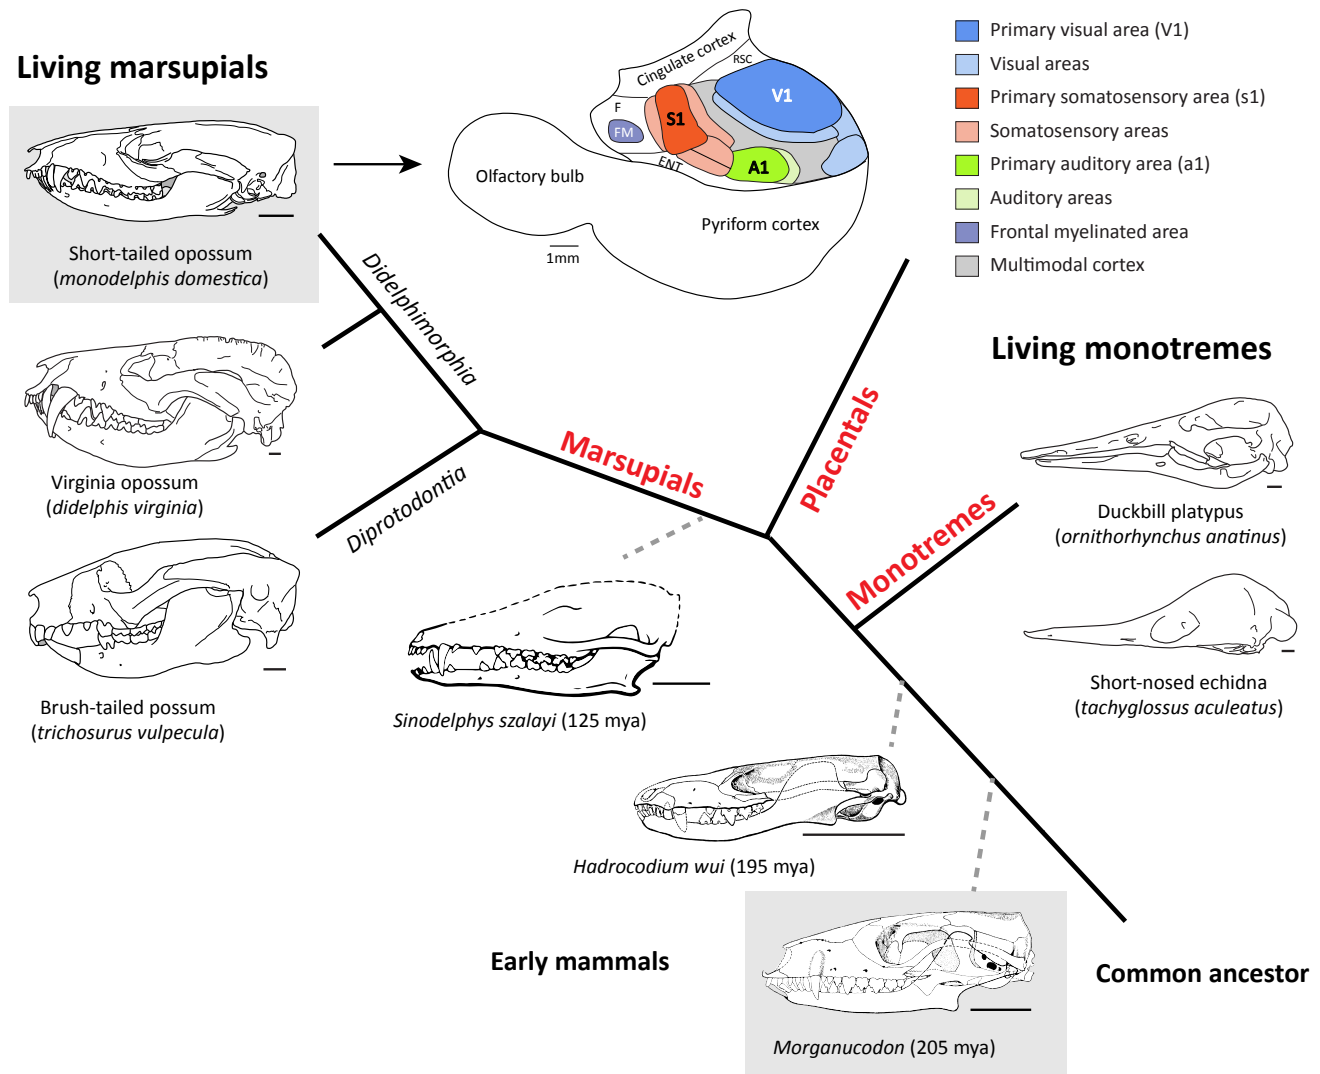 Living marsupials
Short-tailed opossum
(monodelphis domestica)
Virginia opossum
(didelphis virginia)
Brush-tailed possum
(trichosurus vulpecula)
Cingulate cortex
RSC
V1
F
FM
S1
ENT
A1
Olfactory bulb
Pyriform cortex
1mm
Primary visual area (V1)
Visual areas
Primary somatosensory area (s1)
Somatosensory areas
Primary auditory area (a1)
Auditory areas
Frontal myelinated area
Multimodal cortex
Didelphimorphia
Diprotodontia
Marsupials
Placentals
Monotremes
Living monotremes
Duckbill platypus
(ornithorhynchus anatinus)
Short-nosed echidna
(tachyglossus aculeatus)
Sinodelphys szalayi (125 mya)
Hadrocodium wui (195 mya)
Early mammals
Morganucodon (205 mya)
Common ancestor